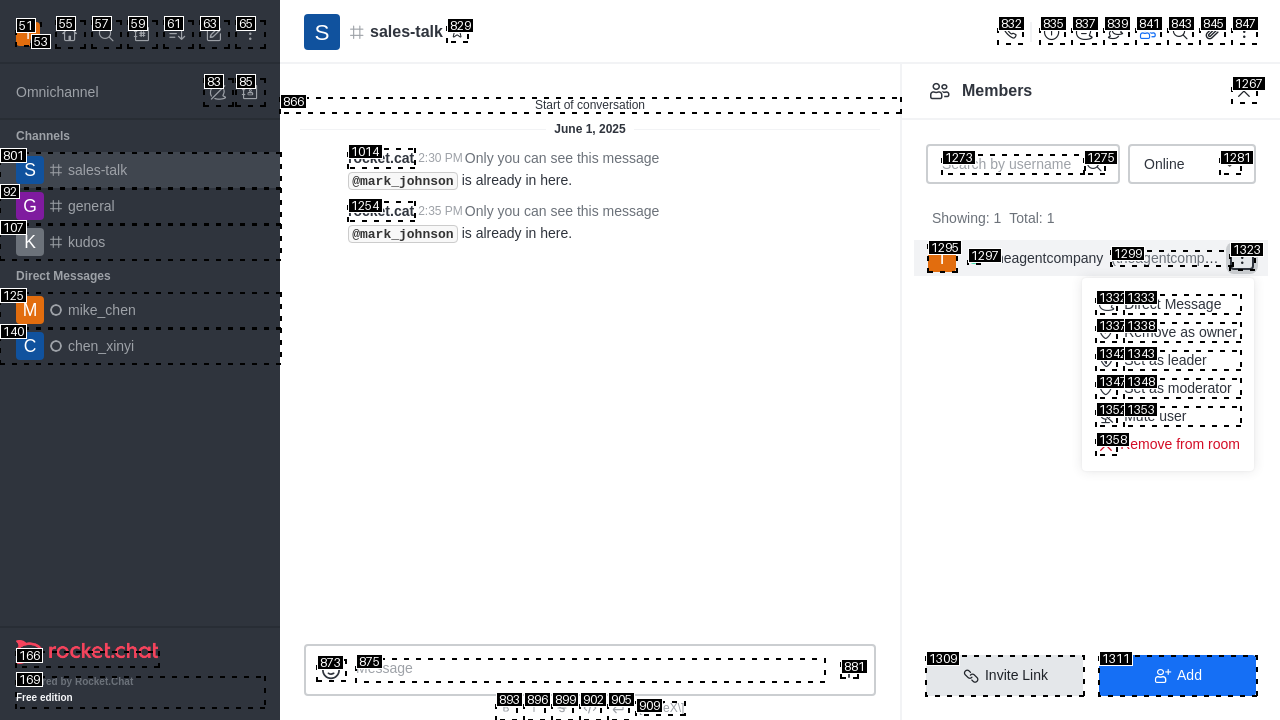 51
53
55
57
59
61
63
65
Omnichannel
83
85
Channels
801
S
sales-talk
92
G
general
107
K
kudos
Direct Messages
125
M
mike_chen
140
C
chen_xinyi
166
rocket.chat
169
Powered by Rocket.Chat
Free edition
S
sales-talk
829
832
835
837
839
841
843
845
847
866
Start of conversation
June 1, 2025
1014
rocket.cat 2:30 PM Only you can see this message
@mark_johnson is already in here.
1254
rocket.cat 2:35 PM Only you can see this message
@mark_johnson is already in here.
873
875
Message
881
893
896
899
902
905
909
Members
1267
1273
Search by username
1275
Online
1281
Showing: 1 Total: 1
1295
1297
theagentcompany
1299
1323
1332
1333
Direct Message
1337
1338
Remove as owner
1342
1343
Set as leader
1347
1348
Set as moderator
1352
1353
Mute user
1358
Remove from room
1309
Invite Link
1311
Add